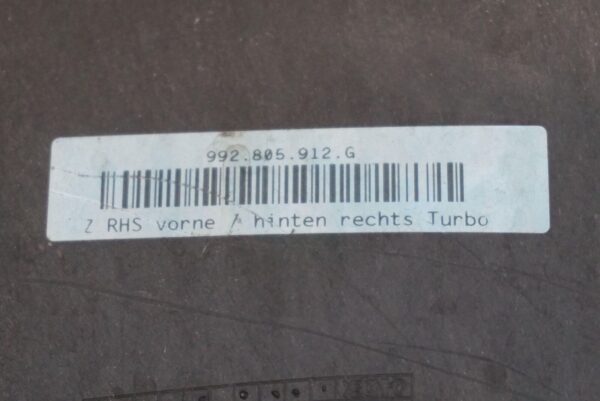 992.805.912.G
Z RHS vorne / hinten rechts Turbo